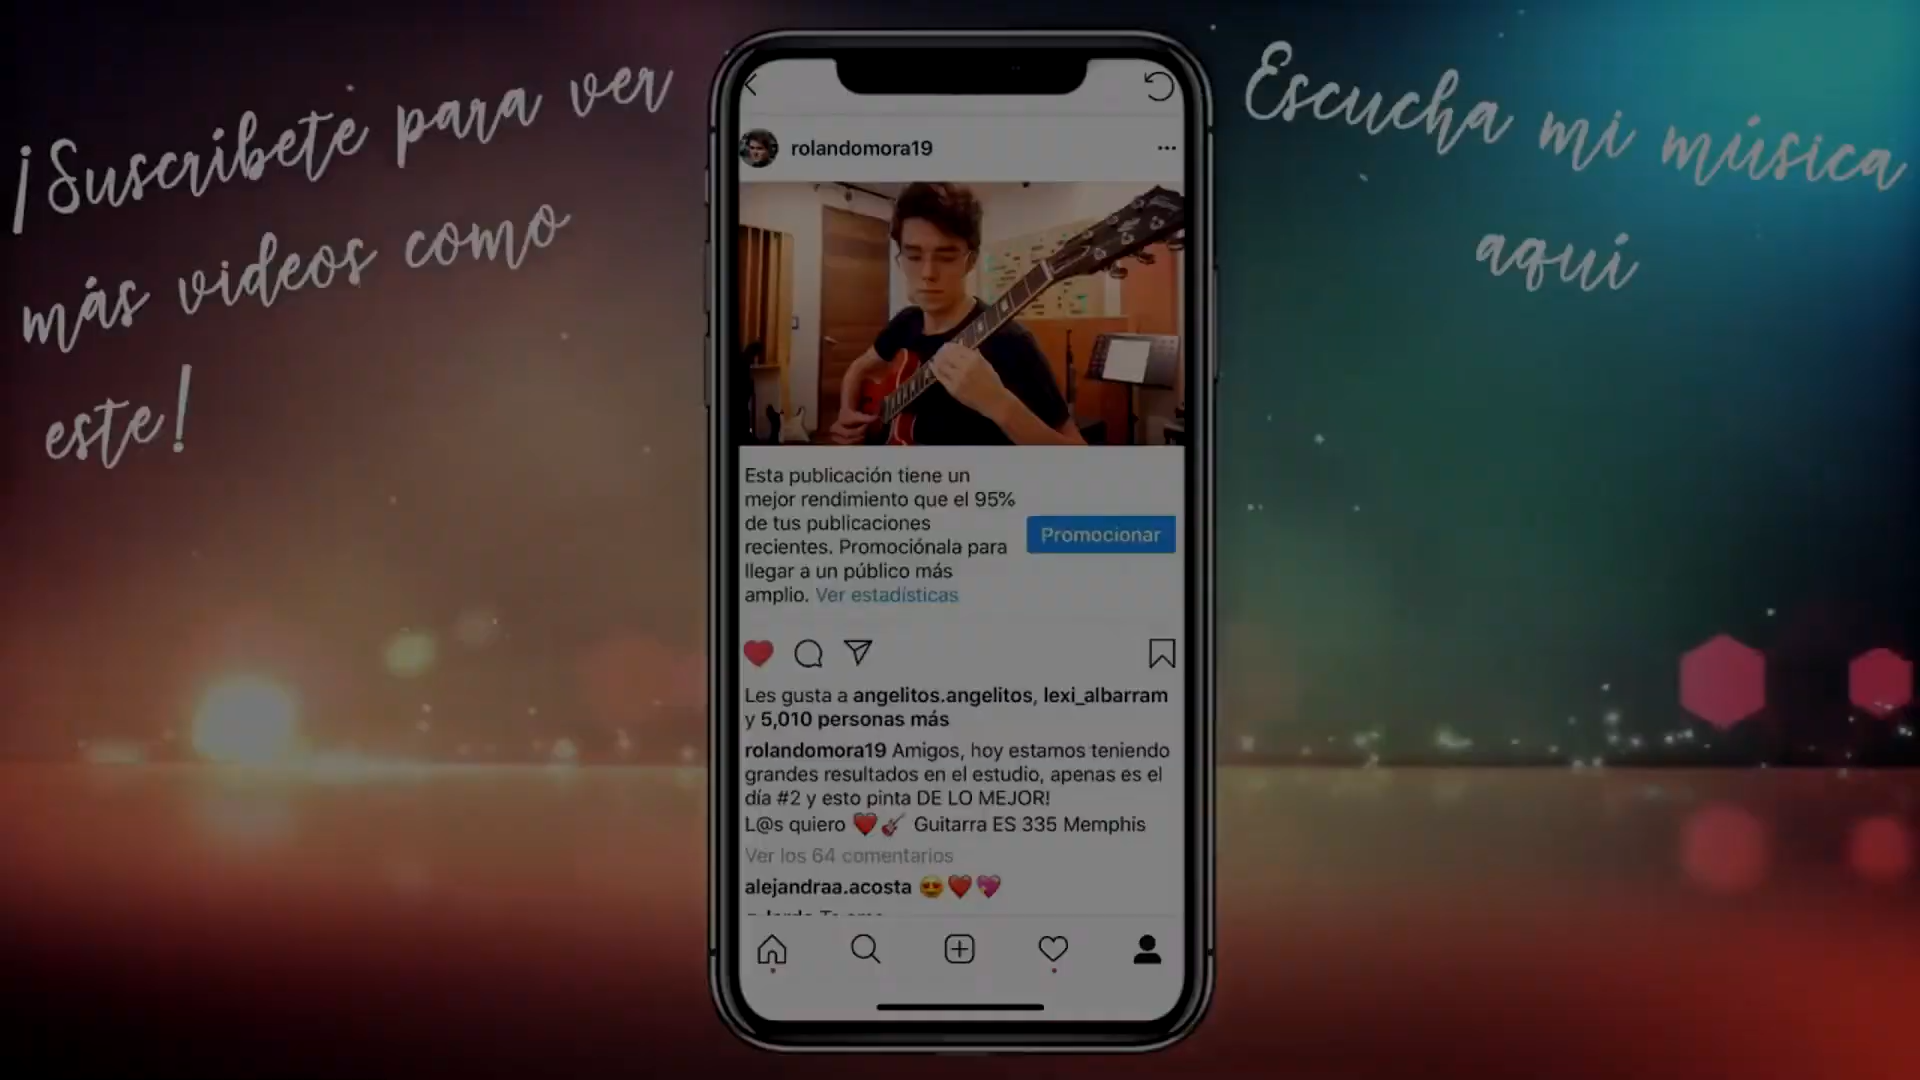 ¡Suscribete para ver
más videos como
este!
Escucha mi música
aquí
rolandomora19
Esta publicación tiene un
mejor rendimiento que el 95%
de tus publicaciones
recientes. Promociónala para
llegar a un público más
amplio. Ver estadísticas
Promocionar
Les gusta a angelitos.angelitos, lexi_albarram
y 5,010 personas más
rolandomora19 Amigos, hoy estamos teniendo
grandes resultados en el estudio, apenas es el
día #2 y esto pinta DE LO MEJOR!
L@s quiero ❤️🎸 Guitarra ES 335 Memphis
Ver los 64 comentarios
alejandraa.acosta 😍❤️💖